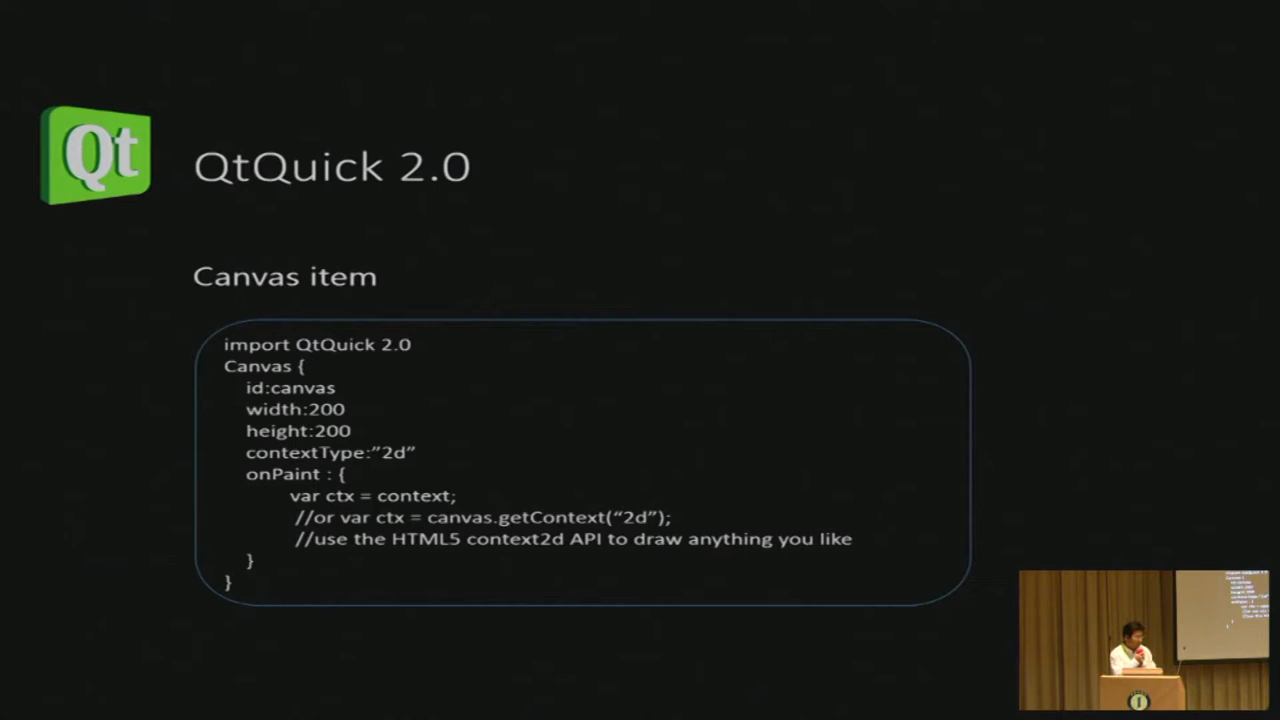 Qt
QtQuick 2.0
Canvas item
import QtQuick 2.0
Canvas {
id:canvas
width:200
height:200
contextType:”2d”
onPaint : {
var ctx = context;
//or var ctx = canvas.getContext(“2d”);
//use the HTML5 context2d API to draw anything you like
}
}